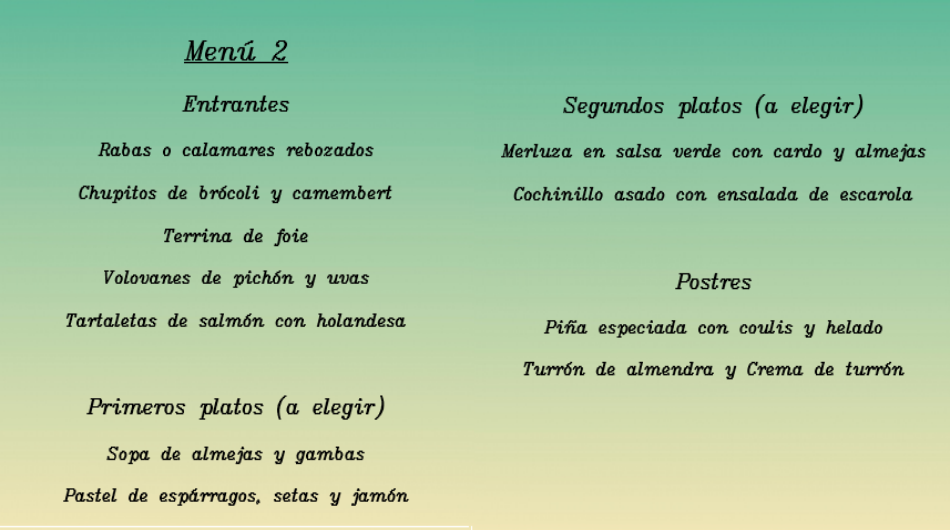 Menú 2
Entrantes
Rabas o calamares rebozados
Chupitos de brócoli y camembert
Terrina de foie
Volovanes de pichón y uvas
Tartaletas de salmón con holandesa
Primeros platos (a elegir)
Sopa de almejas y gambas
Pastel de espárragos, setas y jamón
Segundos platos (a elegir)
Merluza en salsa verde con cardo y almejas
Cochinillo asado con ensalada de escarola
Postres
Piña especiada con coulis y helado
Turrón de almendra y Crema de turrón